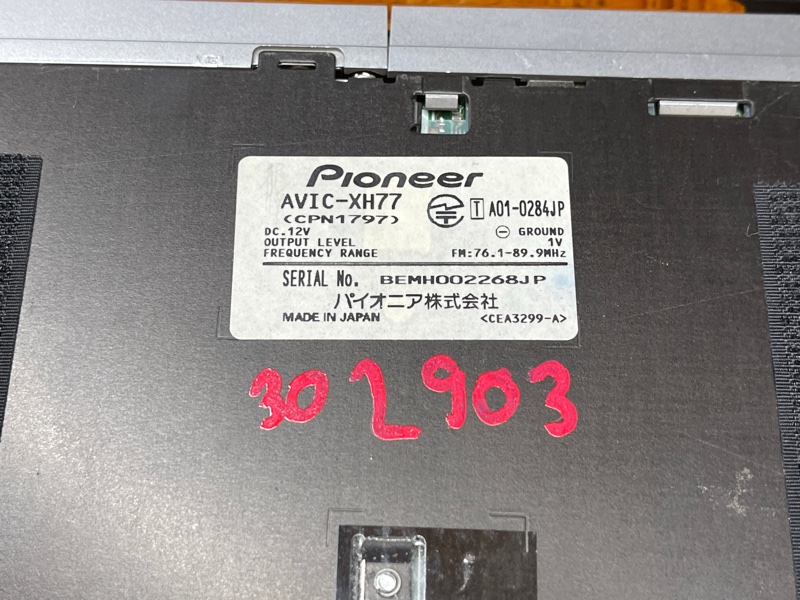 Pioneer
AVIC-XH77
(CPN1797)
T A01-0284JP
DC.12V ⊖ GROUND
OUTPUT LEVEL 1V
FREQUENCY RANGE FM:76.1-89.9MHz
SERIAL No. BEMH002268JP
パイオニア株式会社
MADE IN JAPAN <CEA3299-A>
302903